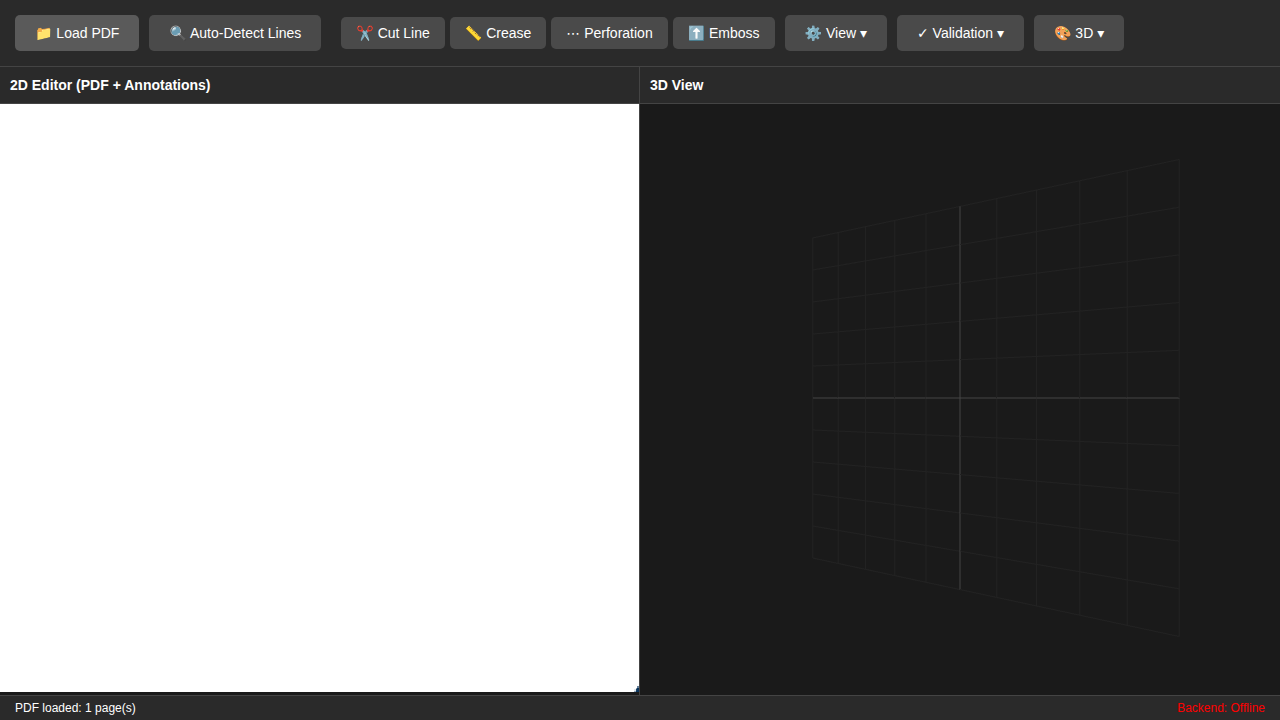 📁 Load PDF 🔍 Auto-Detect Lines ✂️ Cut Line 📏 Crease ⋯ Perforation ⬆️ Emboss ⚙️ View ▾ ✓ Validation ▾ 🎨 3D ▾
2D Editor (PDF + Annotations)
3D View
PDF loaded: 1 page(s)
Backend: Offline